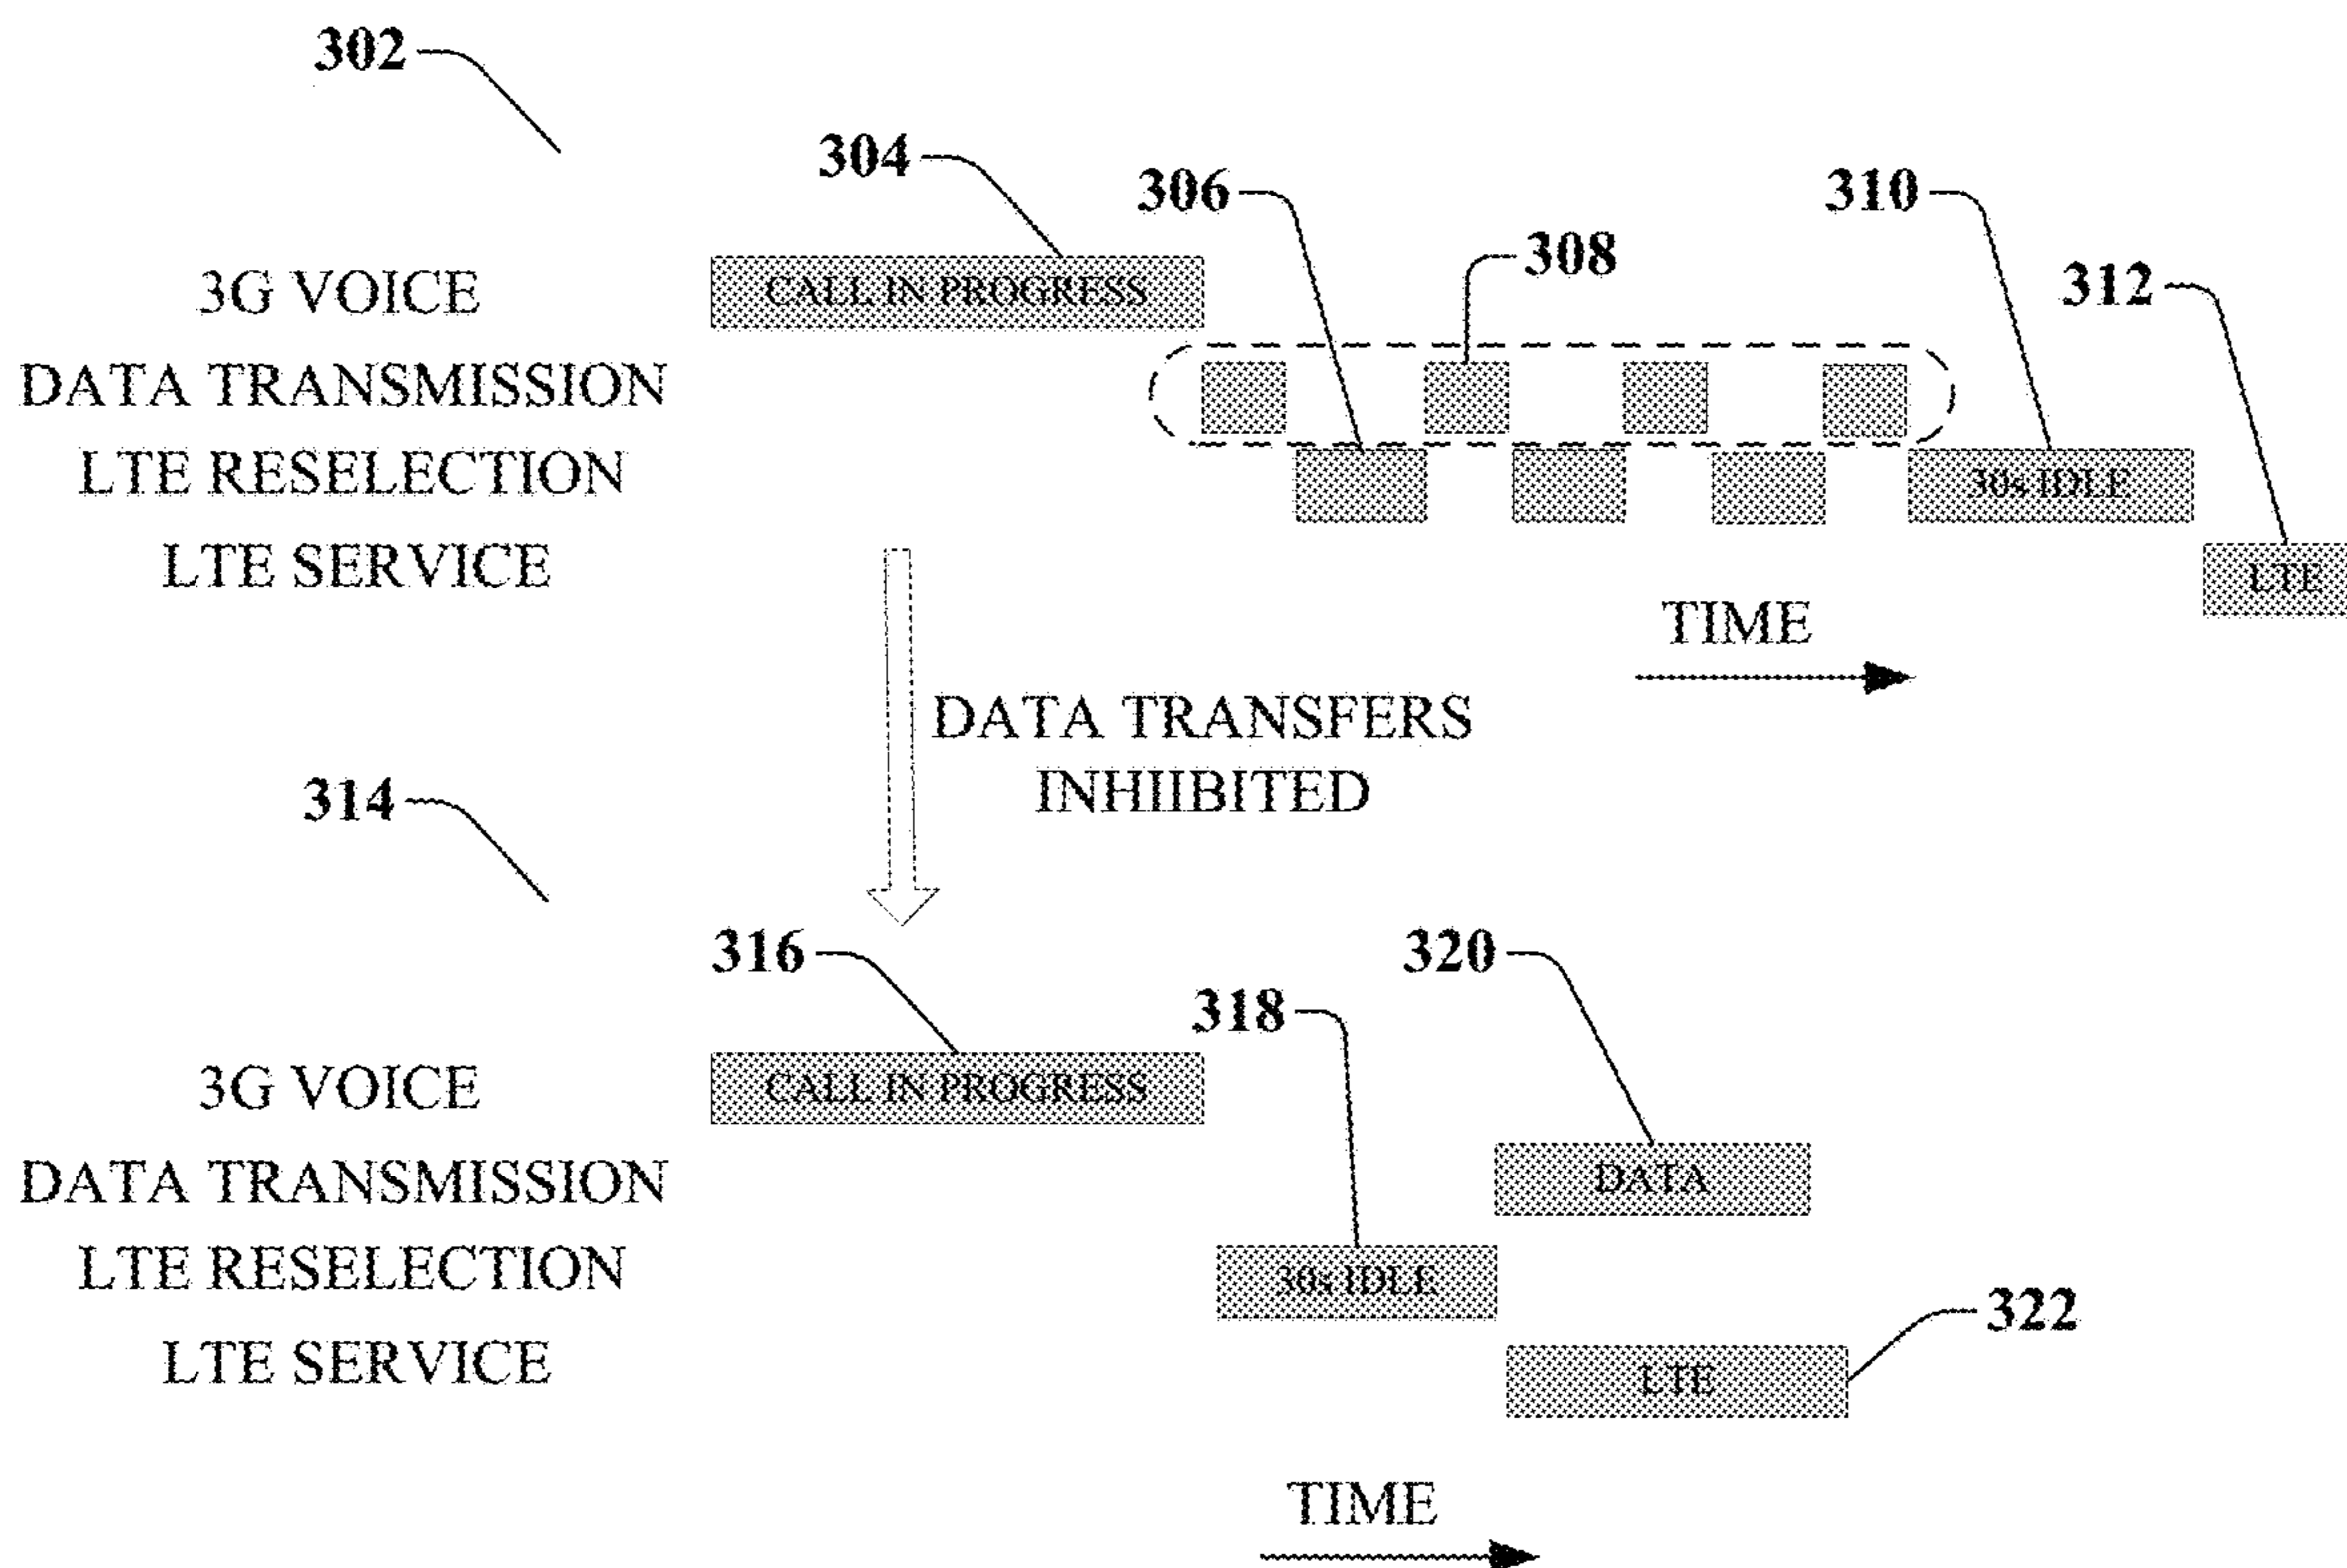 302
304
306
310
308
312
3G VOICE
CALL IN PROGRESS
DATA TRANSMISSION
LTE RESELECTION
30s IDLE
LTE SERVICE
LTE
TIME
DATA TRANSFERS
INHIIBITED
314
316
320
318
3G VOICE
CALL IN PROGRESS
DATA TRANSMISSION
DATA
LTE RESELECTION
30s IDLE
322
LTE SERVICE
LTE
TIME